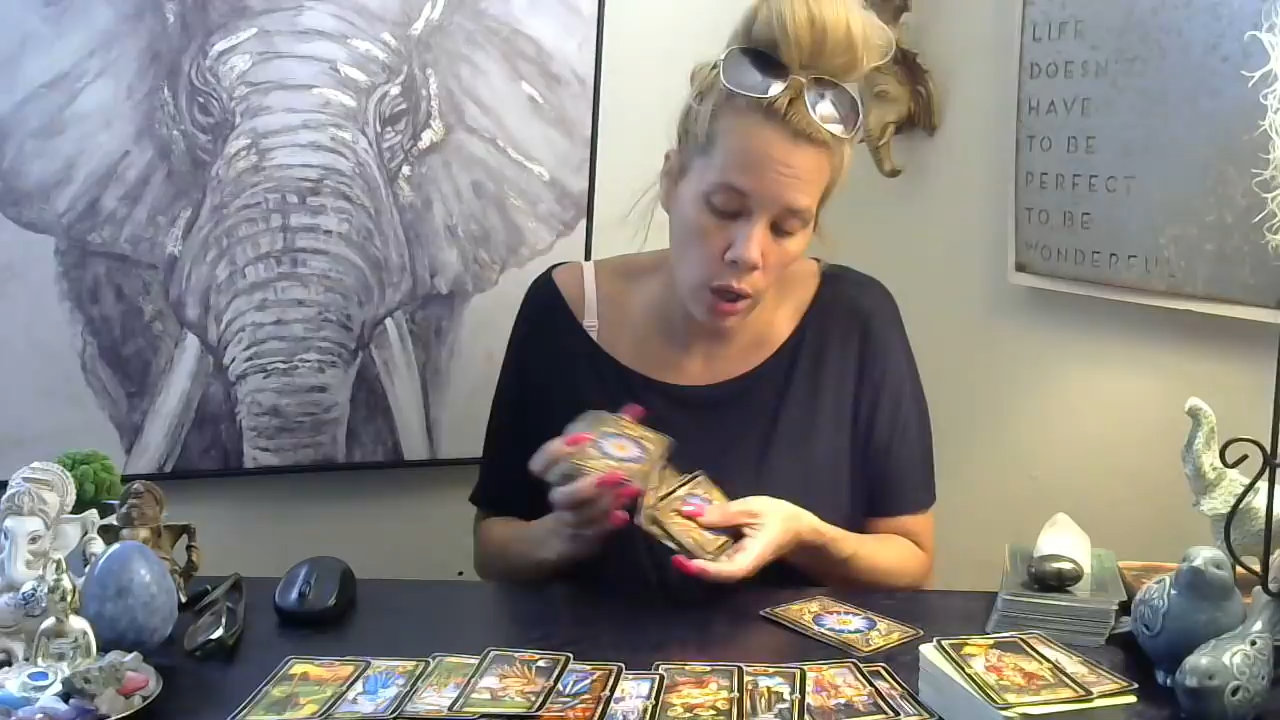 LIFE
DOESN
HAVE
TO BE
PERFECT
TO BE
WONDERFUL